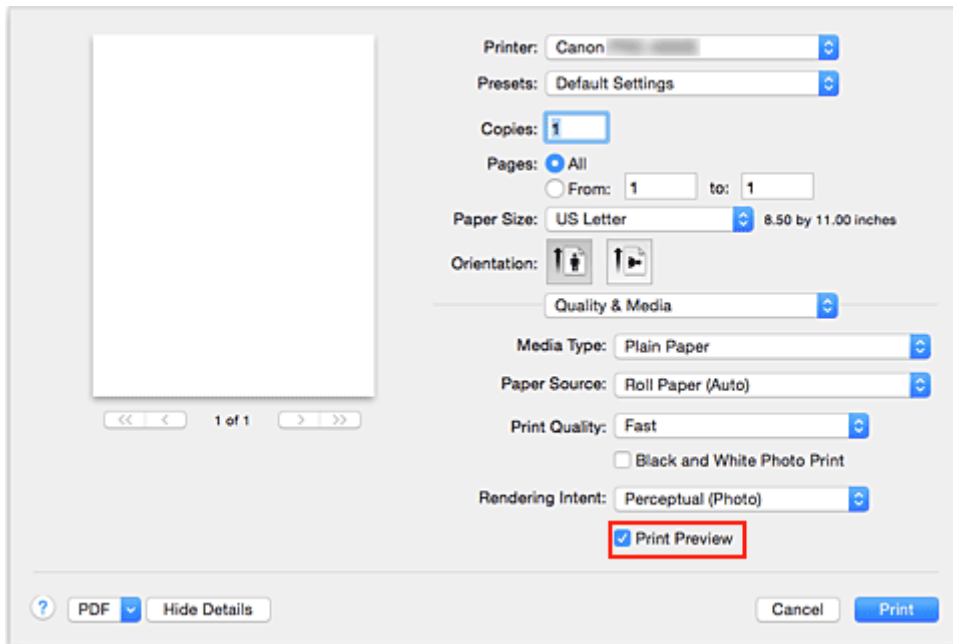 Printer: Canon
Presets: Default Settings
Copies: 1
Pages: All
From: 1 to: 1
Paper Size: US Letter 8.50 by 11.00 inches
Orientation:
Quality & Media
Media Type: Plain Paper
Paper Source: Roll Paper (Auto)
<< < 1 of 1 > >>
Print Quality: Fast
Black and White Photo Print
Rendering Intent: Perceptual (Photo)
Print Preview
? PDF Hide Details Cancel Print